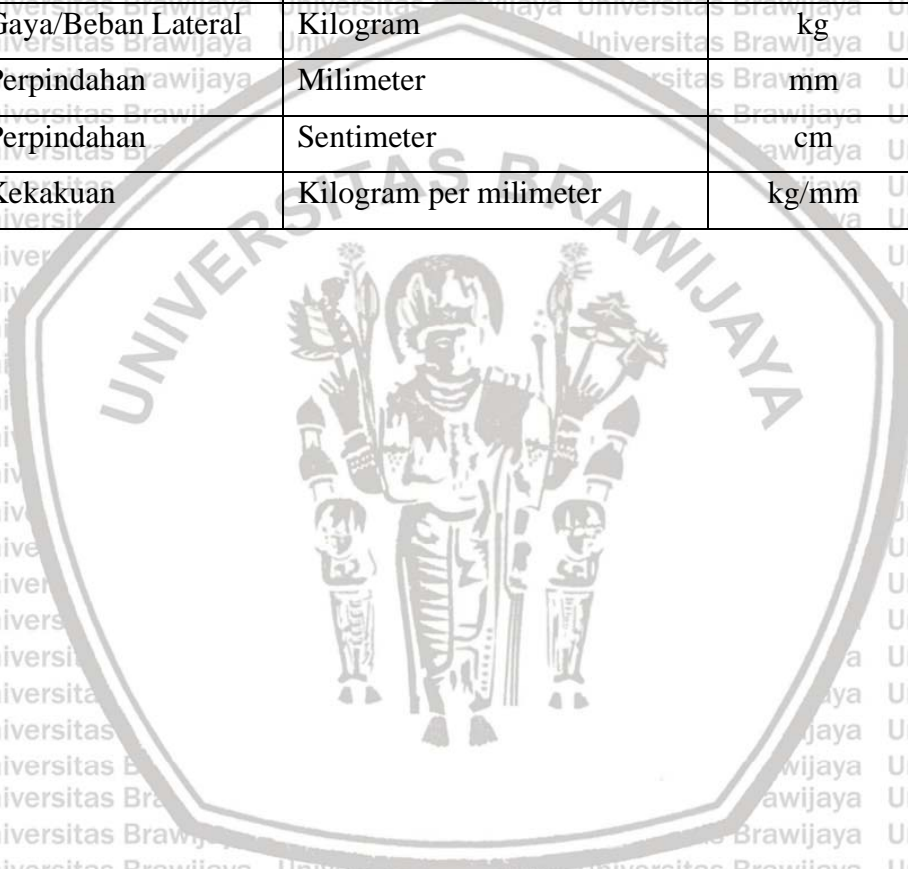 Gaya/Beban Lateral Kilogram kg
Perpindahan Milimeter mm
Perpindahan Sentimeter cm
Kekakuan Kilogram per milimeter kg/mm
UNIVERSITAS BRAWIJAYA